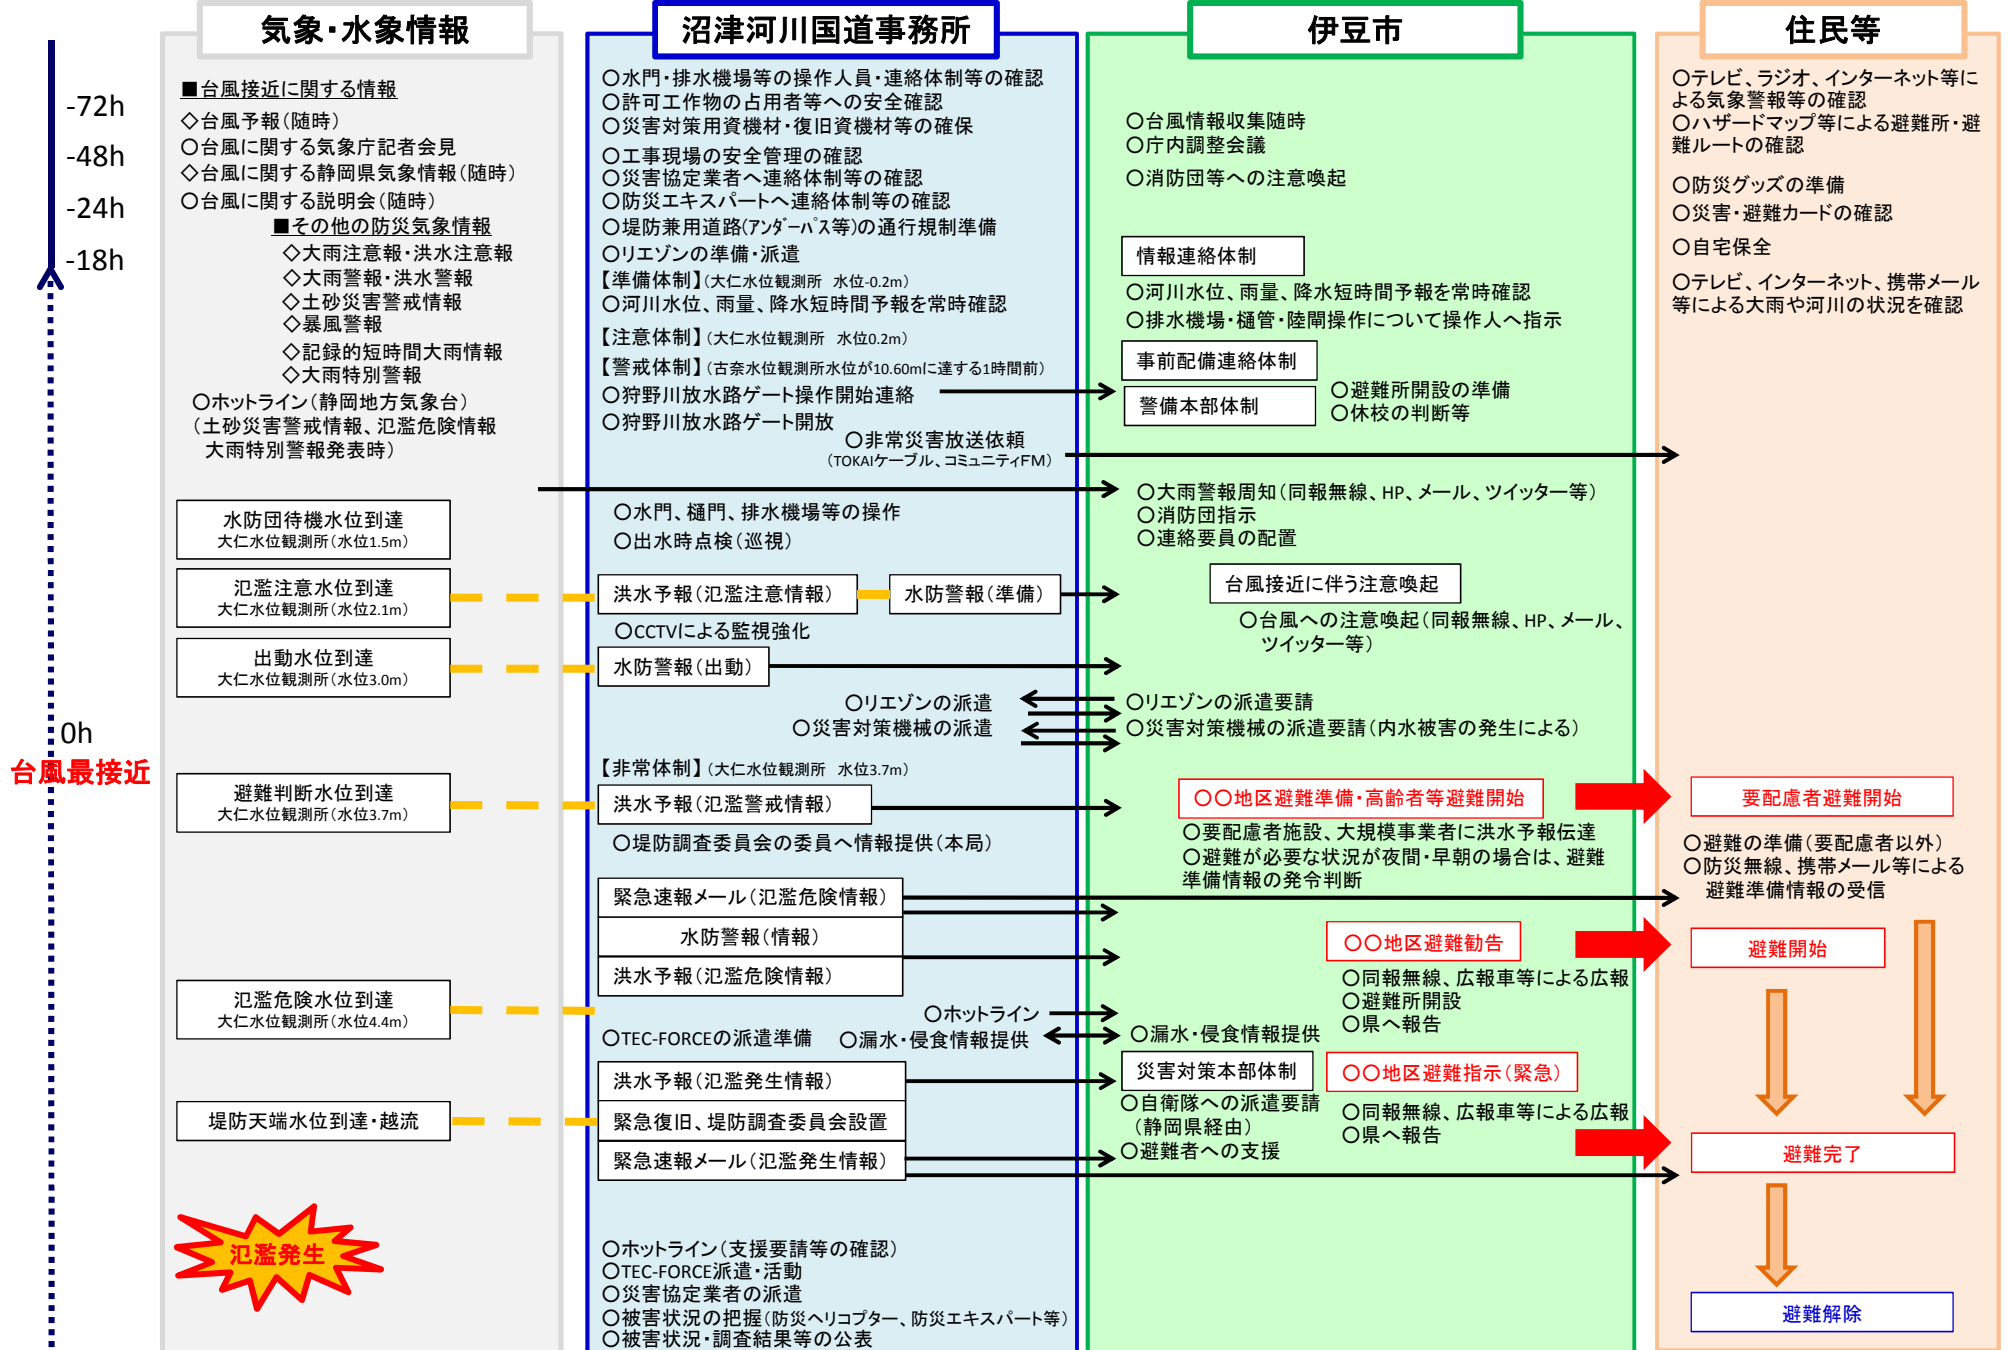 気象・水象情報
沼津河川国道事務所
伊豆市
住民等
-72h
-48h
-24h
-18h
0h
台風最接近
■台風接近に関する情報
◇台風予報(随時)
○台風に関する気象庁記者会見
◇台風に関する静岡県気象情報(随時)
○台風に関する説明会(随時)
■その他の防災気象情報
◇大雨注意報・洪水注意報
◇大雨警報・洪水警報
◇土砂災害警戒情報
◇暴風警報
◇記録的短時間大雨情報
◇大雨特別警報
○ホットライン(静岡地方気象台)
(土砂災害警戒情報、氾濫危険情報
大雨特別警報発表時)
水防団待機水位到達
大仁水位観測所(水位1.5m)
氾濫注意水位到達
大仁水位観測所(水位2.1m)
出動水位到達
大仁水位観測所(水位3.0m)
避難判断水位到達
大仁水位観測所(水位3.7m)
氾濫危険水位到達
大仁水位観測所(水位4.4m)
堤防天端水位到達・越流
氾濫発生
○水門・排水機場等の操作人員・連絡体制等の確認
○許可工作物の占用者等への安全確認
○災害対策用資機材・復旧資機材等の確保
○工事現場の安全管理の確認
○災害協定業者へ連絡体制等の確認
○防災エキスパートへ連絡体制等の確認
○堤防兼用道路(アンダーパス等)の通行規制準備
○リエゾンの準備・派遣
【準備体制】(大仁水位観測所 水位-0.2m)
○河川水位、雨量、降水短時間予報を常時確認
【注意体制】(大仁水位観測所 水位0.2m)
【警戒体制】(古奈水位観測所水位が10.60mに達する1時間前)
○狩野川放水路ゲート操作開始連絡
○狩野川放水路ゲート開放
○非常災害放送依頼
(TOKAIケーブル、コミュニティFM)
○水門、樋門、排水機場等の操作
○出水時点検(巡視)
洪水予報(氾濫注意情報)
水防警報(準備)
○CCTVによる監視強化
水防警報(出動)
○リエゾンの派遣
○災害対策機械の派遣
【非常体制】(大仁水位観測所 水位3.7m)
洪水予報(氾濫警戒情報)
○堤防調査委員会の委員へ情報提供(本局)
緊急速報メール(氾濫危険情報)
水防警報(情報)
洪水予報(氾濫危険情報)
○ホットライン
○TEC-FORCEの派遣準備
○漏水・侵食情報提供
洪水予報(氾濫発生情報)
緊急復旧、堤防調査委員会設置
緊急速報メール(氾濫発生情報)
○ホットライン(支援要請等の確認)
○TEC-FORCE派遣・活動
○災害協定業者の派遣
○被害状況の把握(防災ヘリコプター、防災エキスパート等)
○被害状況・調査結果等の公表
○台風情報収集随時
○庁内調整会議
○消防団等への注意喚起
情報連絡体制
○河川水位、雨量、降水短時間予報を常時確認
○排水機場・樋管・陸閘操作について操作人へ指示
事前配備連絡体制
警備本部体制
○避難所開設の準備
○休校の判断等
○大雨警報周知(同報無線、HP、メール、ツイッター等)
○消防団指示
○連絡要員の配置
台風接近に伴う注意喚起
○台風への注意喚起(同報無線、HP、メール、
ツイッター等)
○リエゾンの派遣要請
○災害対策機械の派遣要請(内水被害の発生による)
○○地区避難準備・高齢者等避難開始
○要配慮者施設、大規模事業者に洪水予報伝達
○避難が必要な状況が夜間・早朝の場合は、避難
準備情報の発令判断
○○地区避難勧告
○同報無線、広報車等による広報
○避難所開設
○県へ報告
○漏水・侵食情報提供
災害対策本部体制
○○地区避難指示(緊急)
○自衛隊への派遣要請
(静岡県経由)
○避難者への支援
○同報無線、広報車等による広報
○県へ報告
○テレビ、ラジオ、インターネット等に
よる気象警報等の確認
○ハザードマップ等による避難所・避
難ルートの確認
○防災グッズの準備
○災害・避難カードの確認
○自宅保全
○テレビ、インターネット、携帯メール
等による大雨や河川の状況を確認
要配慮者避難開始
○避難の準備(要配慮者以外)
○防災無線、携帯メール等による
避難準備情報の受信
避難開始
避難完了
避難解除